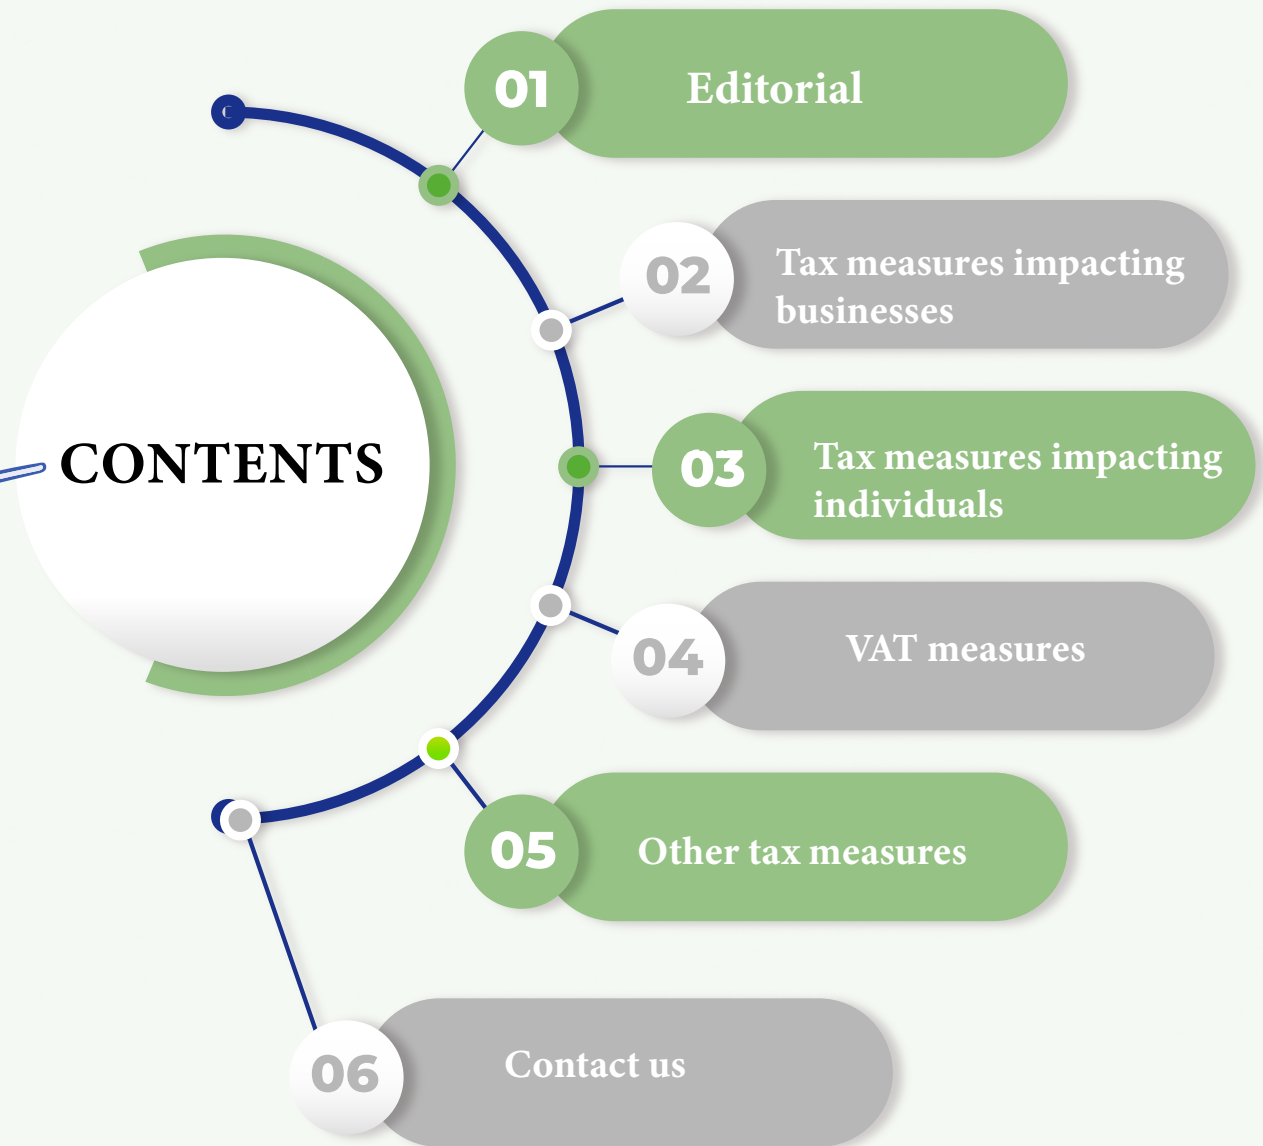 CONTENTS
01
Editorial
02
Tax measures impacting
businesses
03
Tax measures impacting
individuals
04
VAT measures
05
Other tax measures
06
Contact us